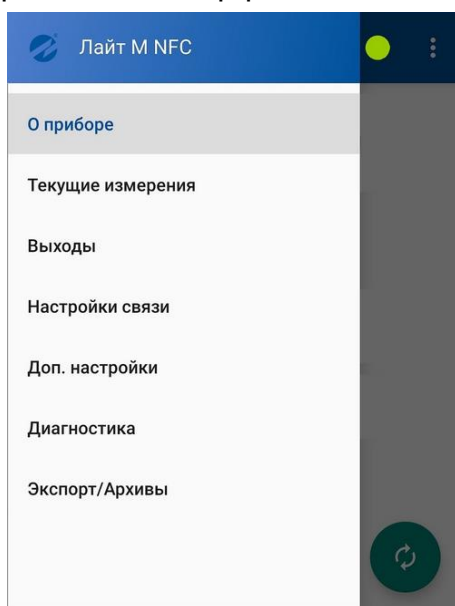 Лайт М NFC
О приборе
Текущие измерения
Выходы
Настройки связи
Доп. настройки
Диагностика
Экспорт/Архивы